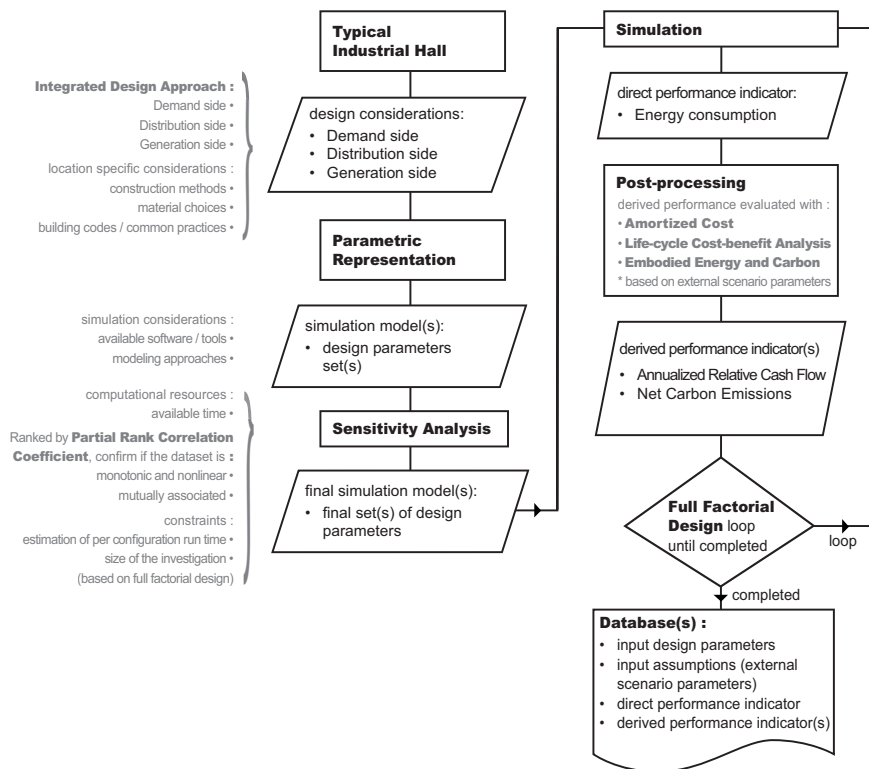 Typical
Industrial Hall
Integrated Design Approach :
Demand side •
Distribution side •
Generation side •
location specific considerations :
construction methods •
material choices •
building codes / common practices •
design considerations:
• Demand side
• Distribution side
• Generation side
Parametric
Representation
simulation considerations :
available software / tools •
modeling approaches •
simulation model(s):
• design parameters
set(s)
computational resources :
available time •
Ranked by Partial Rank Correlation
Coefficient, confirm if the dataset is :
monotonic and nonlinear •
mutually associated •
constraints :
estimation of per configuration run time •
size of the investigation •
(based on full factorial design)
Sensitivity Analysis
final simulation model(s):
• final set(s) of design
parameters
Simulation
direct performance indicator:
• Energy consumption
Post-processing
derived performance evaluated with :
• Amortized Cost
• Life-cycle Cost-benefit Analysis
• Embodied Energy and Carbon
* based on external scenario parameters
derived performance indicator(s)
• Annualized Relative Cash Flow
• Net Carbon Emissions
Full Factorial
Design loop
until completed
loop
completed
Database(s) :
• input design parameters
• input assumptions (external
scenario parameters)
• direct performance indicator
• derived performance indicator(s)